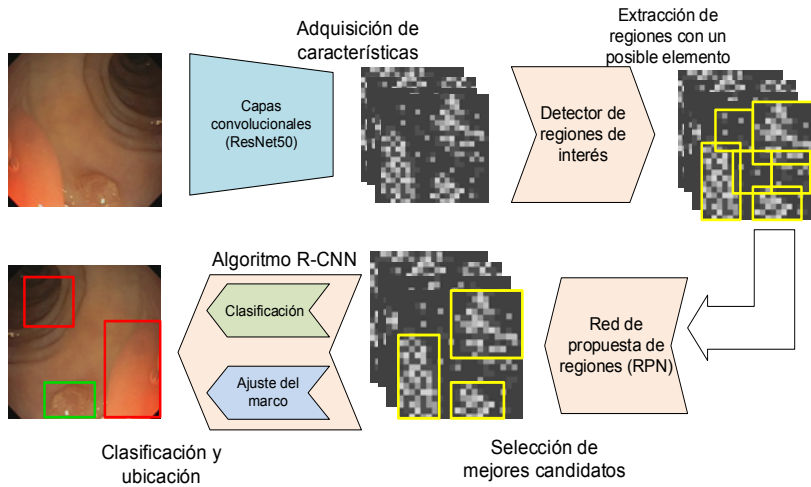 Adquisición de
características
Extracción de
regiones con un
posible elemento
Capas
convolucionales
(ResNet50)
Detector de
regiones de
interés
Algoritmo R-CNN
Clasificación
Ajuste del
marco
Red de
propuesta de
regiones (RPN)
Clasificación y
ubicación
Selección de
mejores candidatos